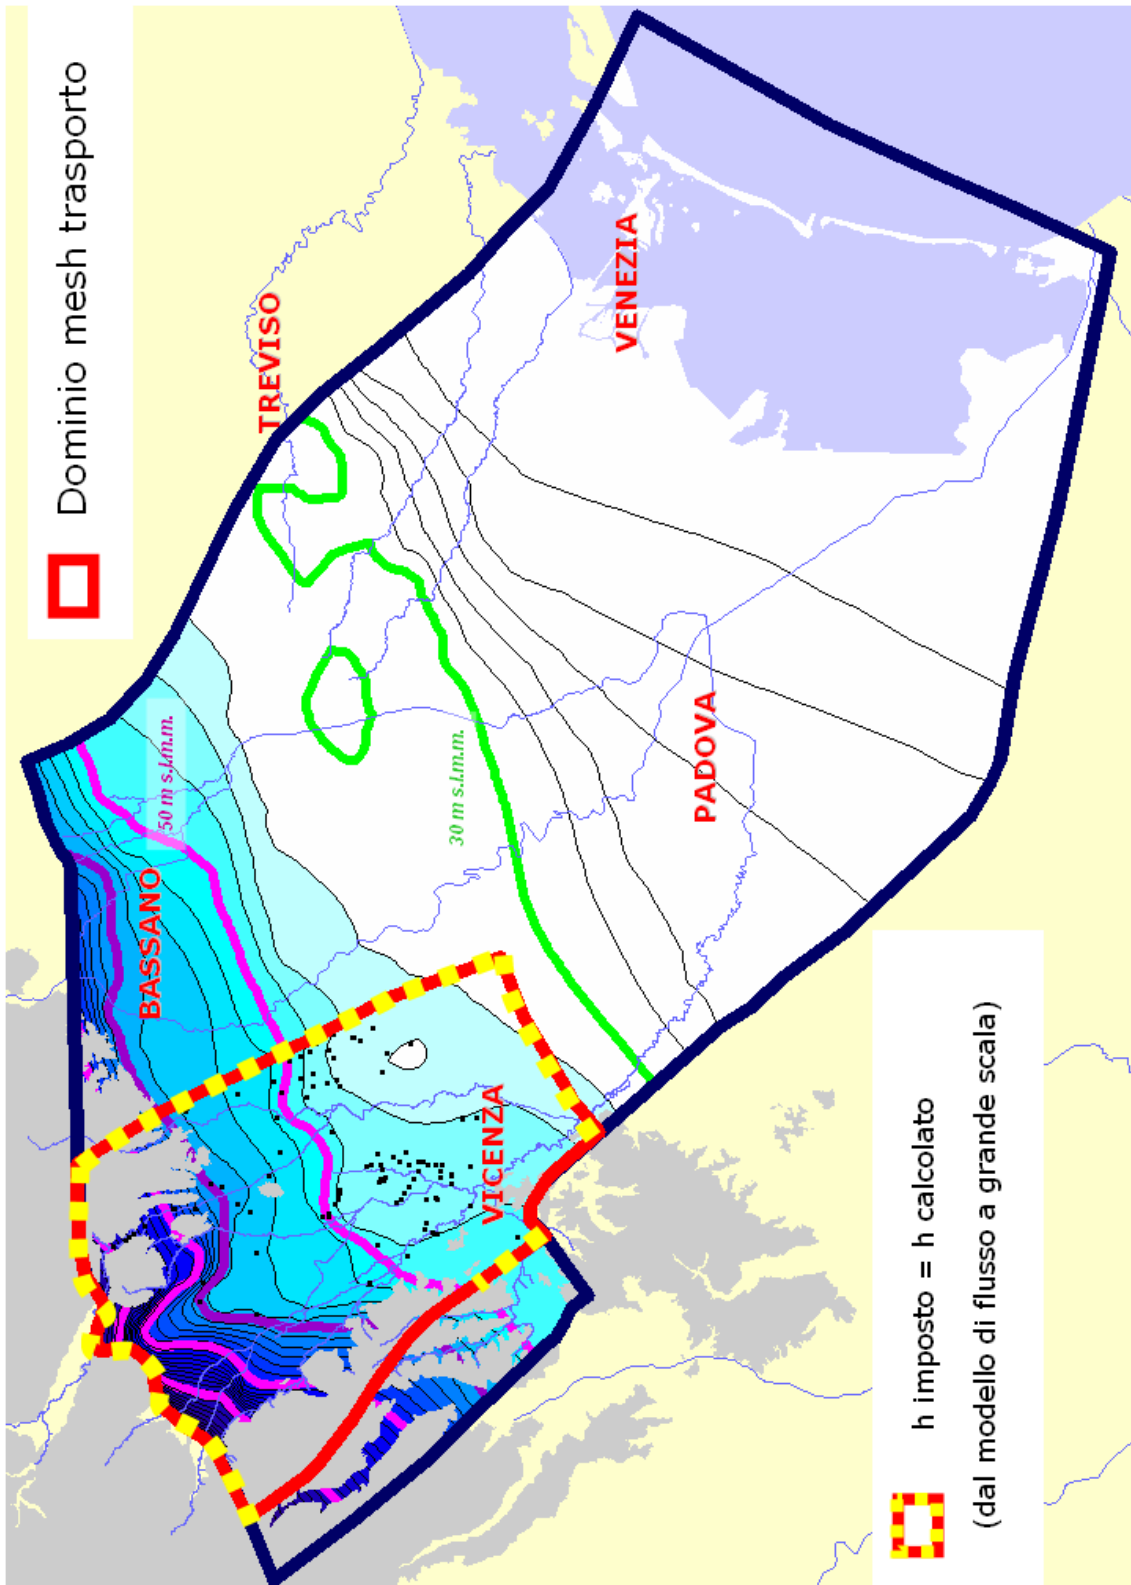 Dominio mesh trasporto
TREVISO
VENEZIA
BASSANO
50 m s.l.m.m.
30 m s.l.m.m.
PADOVA
VICENZA
h imposto = h calcolato
(dal modello di flusso a grande scala)